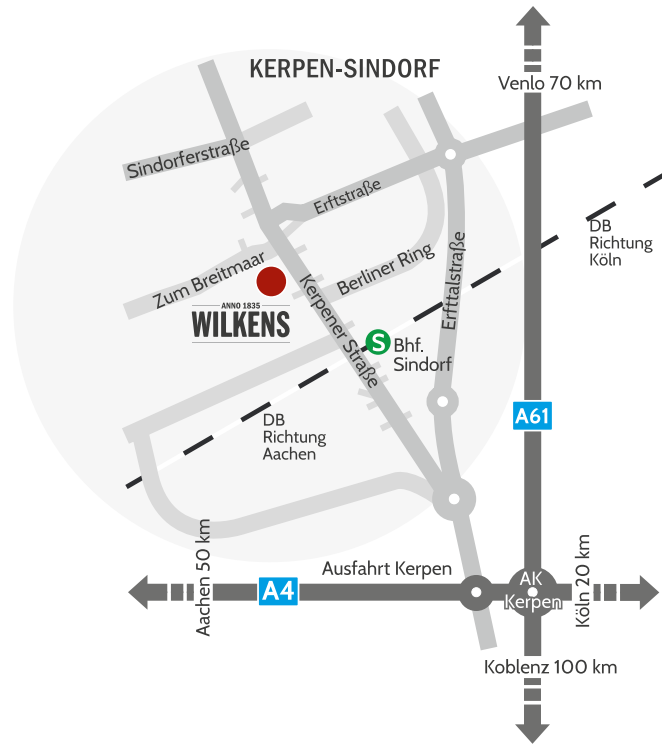 KERPEN-SINDORF
Venlo 70 km
Sindorferstraße
Erftstraße
DB
Richtung
Köln
Zum Breitmaar
Berliner Ring
Erfttalstraße
Kerpener Straße
ANNO 1835
WILKENS
S
Bhf.
Sindorf
A61
DB
Richtung
Aachen
Aachen 50 km
A4
Ausfahrt Kerpen
AK
Kerpen
Köln 20 km
Koblenz 100 km